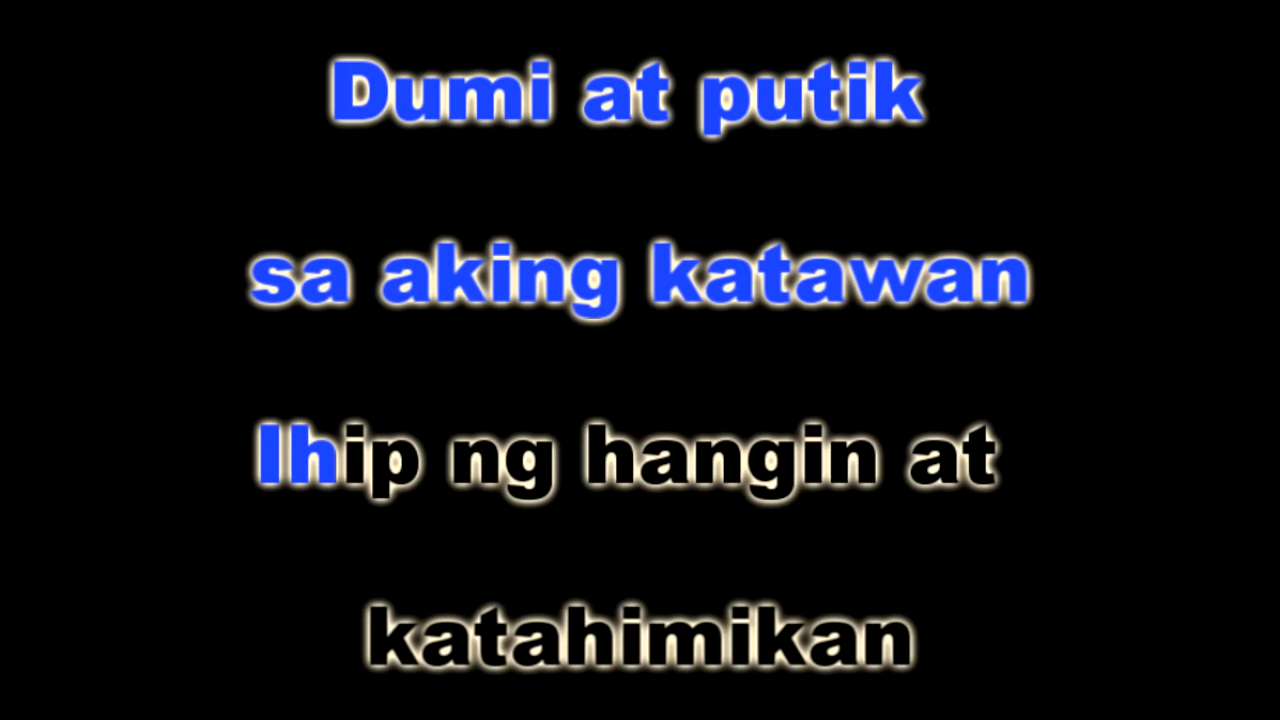 Dumi at putik
sa aking katawan
Ihip ng hangin at
katahimikan